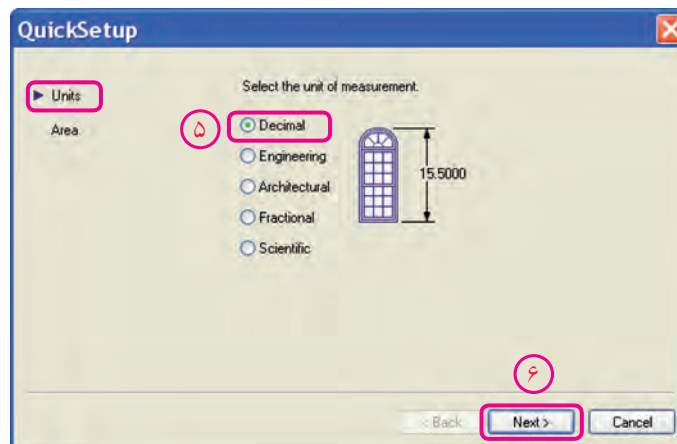 QuickSetup
Units
Area
Select the unit of measurement.
۵
Decimal
Engineering
Architectural
Fractional
Scientific
15.5000
۶
< Back
Next >
Cancel